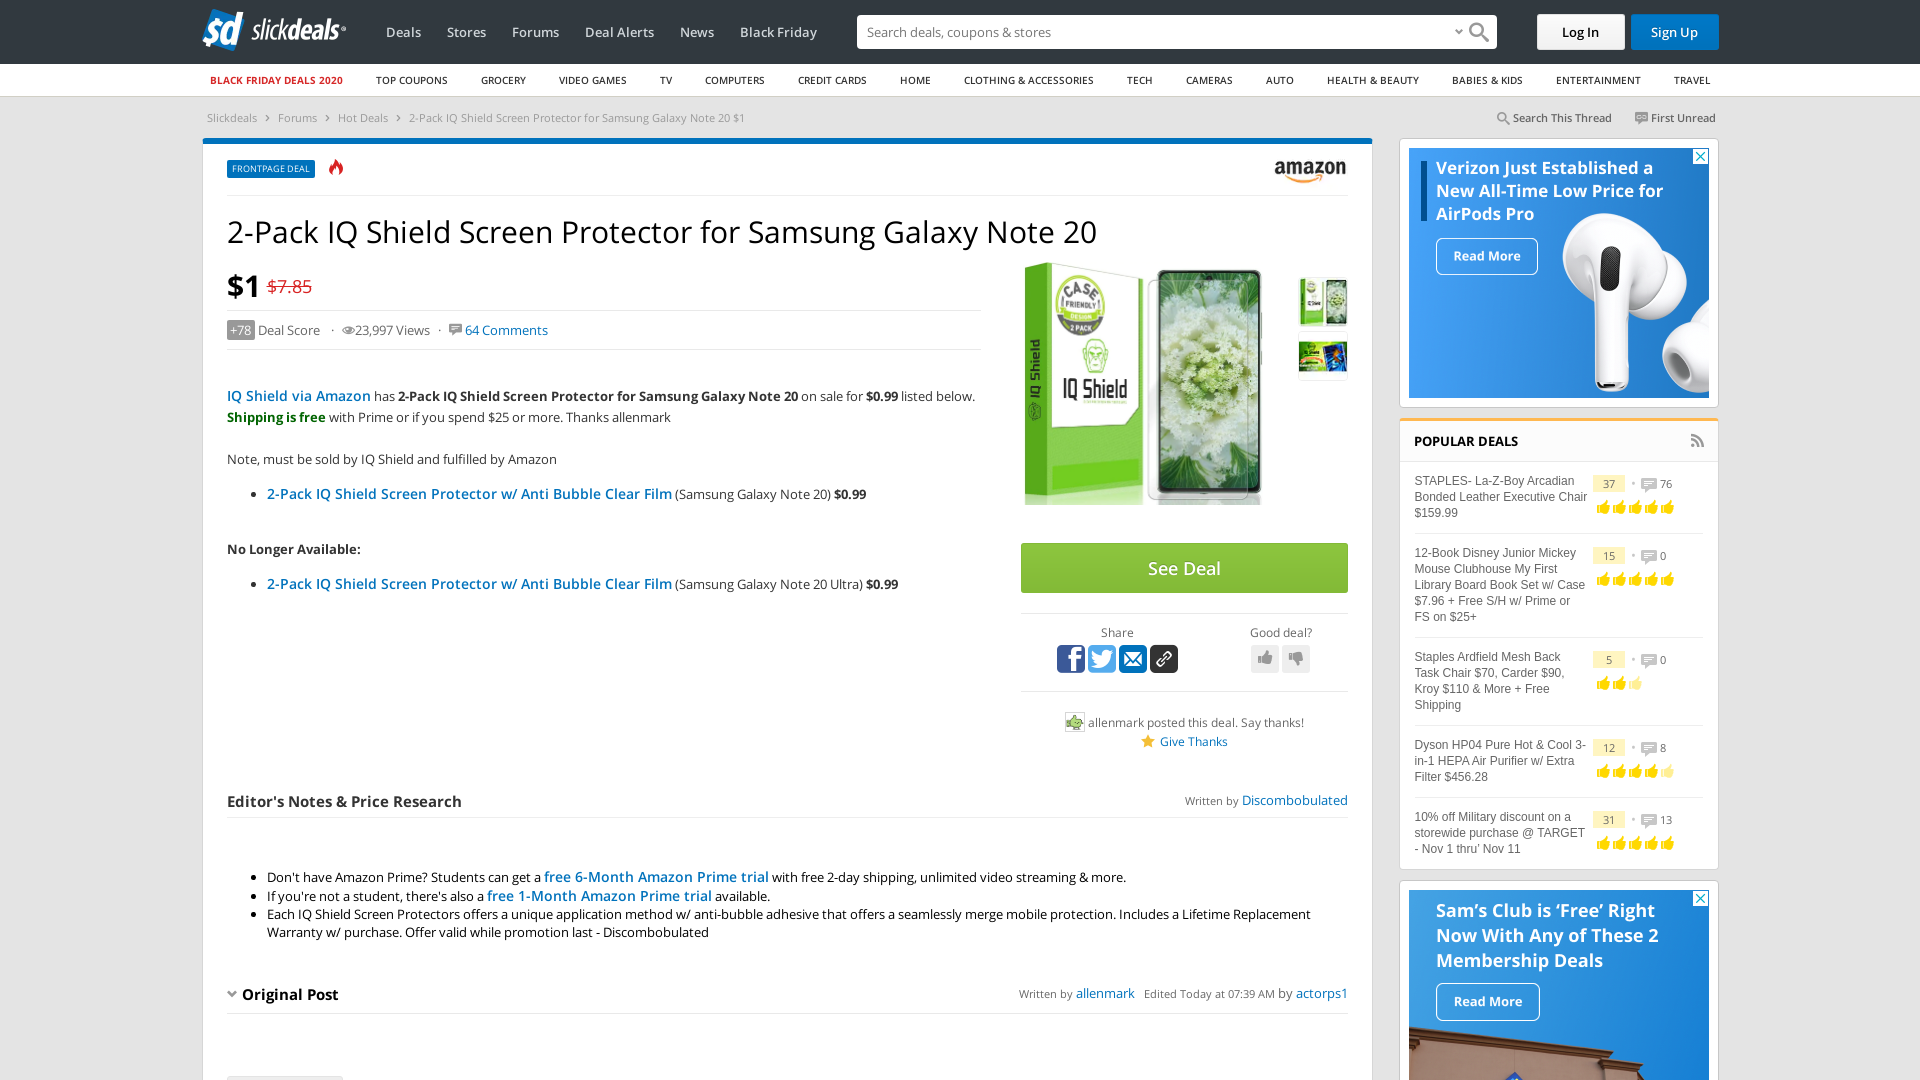 slickdeals
Deals
Stores
Forums
Deal Alerts
News
Black Friday
Search deals, coupons & stores
Log In
Sign Up
BLACK FRIDAY DEALS 2020
TOP COUPONS
GROCERY
VIDEO GAMES
TV
COMPUTERS
CREDIT CARDS
HOME
CLOTHING & ACCESSORIES
TECH
CAMERAS
AUTO
HEALTH & BEAUTY
BABIES & KIDS
ENTERTAINMENT
TRAVEL
Slickdeals > Forums > Hot Deals > 2-Pack IQ Shield Screen Protector for Samsung Galaxy Note 20 $1
Search This Thread
First Unread
FRONTPAGE DEAL
amazon
2-Pack IQ Shield Screen Protector for Samsung Galaxy Note 20
$1 $7.85
+78 Deal Score · 23,997 Views · 64 Comments
IQ Shield via Amazon has 2-Pack IQ Shield Screen Protector for Samsung Galaxy Note 20 on sale for $0.99 listed below.
Shipping is free with Prime or if you spend $25 or more. Thanks allenmark
Note, must be sold by IQ Shield and fulfilled by Amazon
• 2-Pack IQ Shield Screen Protector w/ Anti Bubble Clear Film (Samsung Galaxy Note 20) $0.99
No Longer Available:
• 2-Pack IQ Shield Screen Protector w/ Anti Bubble Clear Film (Samsung Galaxy Note 20 Ultra) $0.99
CASE
FRIENDLY
DESIGN
2 PACK
IQ Shield
IQ Shield
See Deal
Share
Good deal?
allenmark posted this deal. Say thanks!
Give Thanks
Editor's Notes & Price Research
Written by Discombobulated
• Don't have Amazon Prime? Students can get a free 6-Month Amazon Prime trial with free 2-day shipping, unlimited video streaming & more.
• If you're not a student, there's also a free 1-Month Amazon Prime trial available.
• Each IQ Shield Screen Protectors offers a unique application method w/ anti-bubble adhesive that offers a seamlessly merge mobile protection. Includes a Lifetime Replacement
Warranty w/ purchase. Offer valid while promotion last - Discombobulated
Original Post
Written by allenmark Edited Today at 07:39 AM by actorps1
Verizon Just Established a
New All-Time Low Price for
AirPods Pro
Read More
POPULAR DEALS
STAPLES- La-Z-Boy Arcadian
Bonded Leather Executive Chair
$159.99
37 • 76
12-Book Disney Junior Mickey
Mouse Clubhouse My First
Library Board Book Set w/ Case
$7.96 + Free S/H w/ Prime or
FS on $25+
15 • 0
Staples Ardfield Mesh Back
Task Chair $70, Carder $90,
Kroy $110 & More + Free
Shipping
5 • 0
Dyson HP04 Pure Hot & Cool 3-
in-1 HEPA Air Purifier w/ Extra
Filter $456.28
12 • 8
10% off Military discount on a
storewide purchase @ TARGET
- Nov 1 thru' Nov 11
31 • 13
Sam's Club is 'Free' Right
Now With Any of These 2
Membership Deals
Read More